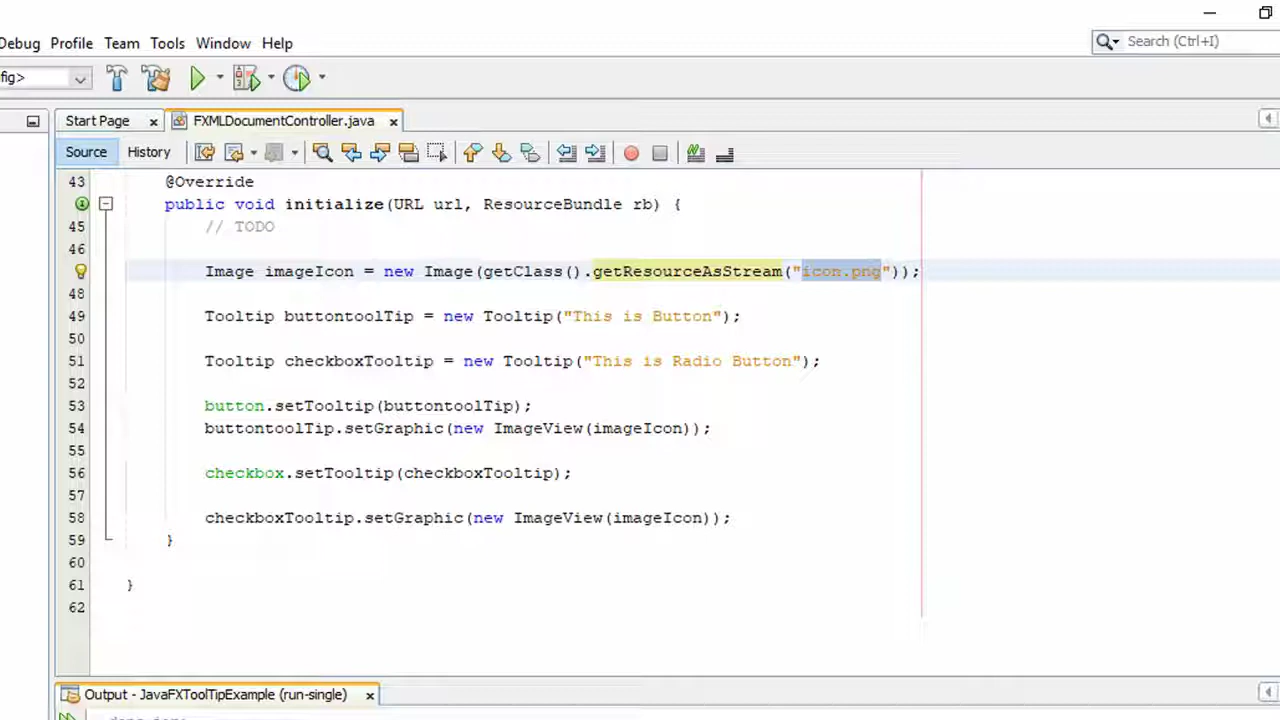 Debug Profile Team Tools Window Help
Search (Ctrl+I)
fig>
Start Page
FXMLDocumentController.java
Source History
43 @Override
public void initialize(URL url, ResourceBundle rb) {
45 // TODO
46
Image imageIcon = new Image(getClass().getResourceAsStream("icon.png"));
48
49 Tooltip buttontoolTip = new Tooltip("This is Button");
50
51 Tooltip checkboxTooltip = new Tooltip("This is Radio Button");
52
53 button.setTooltip(buttontoolTip);
54 buttontoolTip.setGraphic(new ImageView(imageIcon));
55
56 checkbox.setTooltip(checkboxTooltip);
57
58 checkboxTooltip.setGraphic(new ImageView(imageIcon));
59 }
60
61 }
62
Output - JavaFXToolTipExample (run-single)